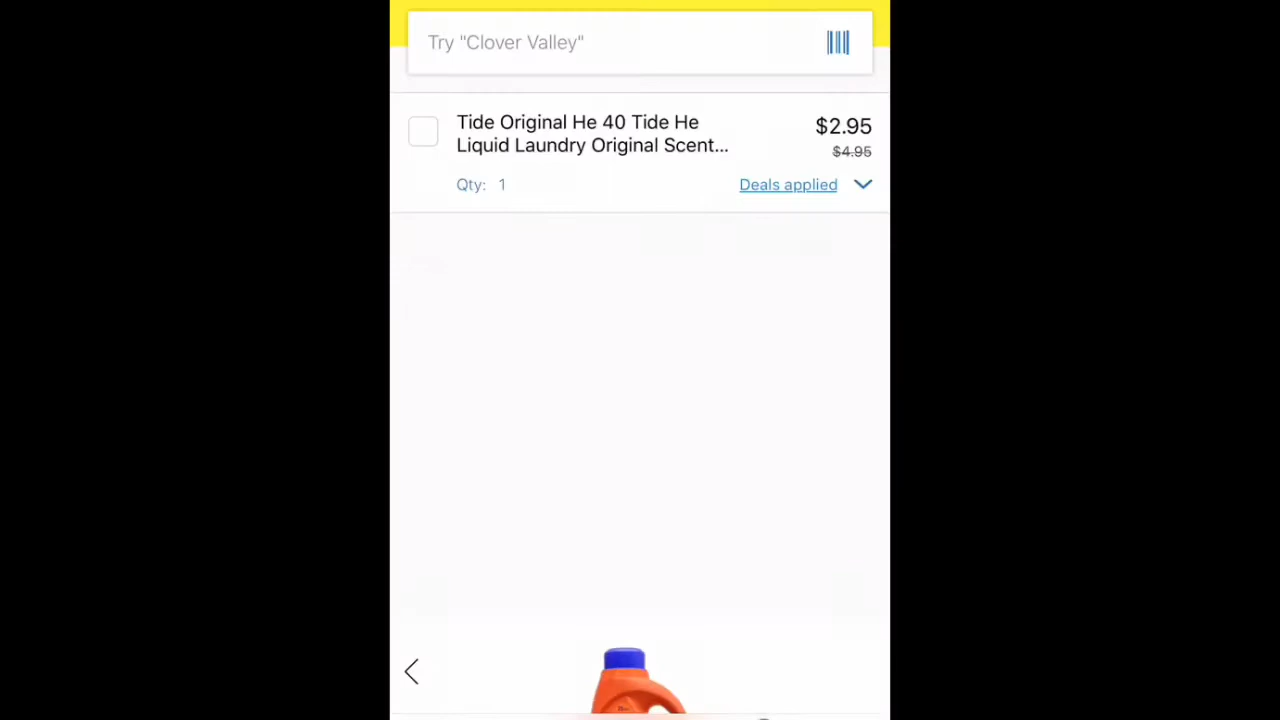 Try "Clover Valley"
Tide Original He 40 Tide He
Liquid Laundry Original Scent...
$2.95
$4.95
Qty: 1
Deals applied